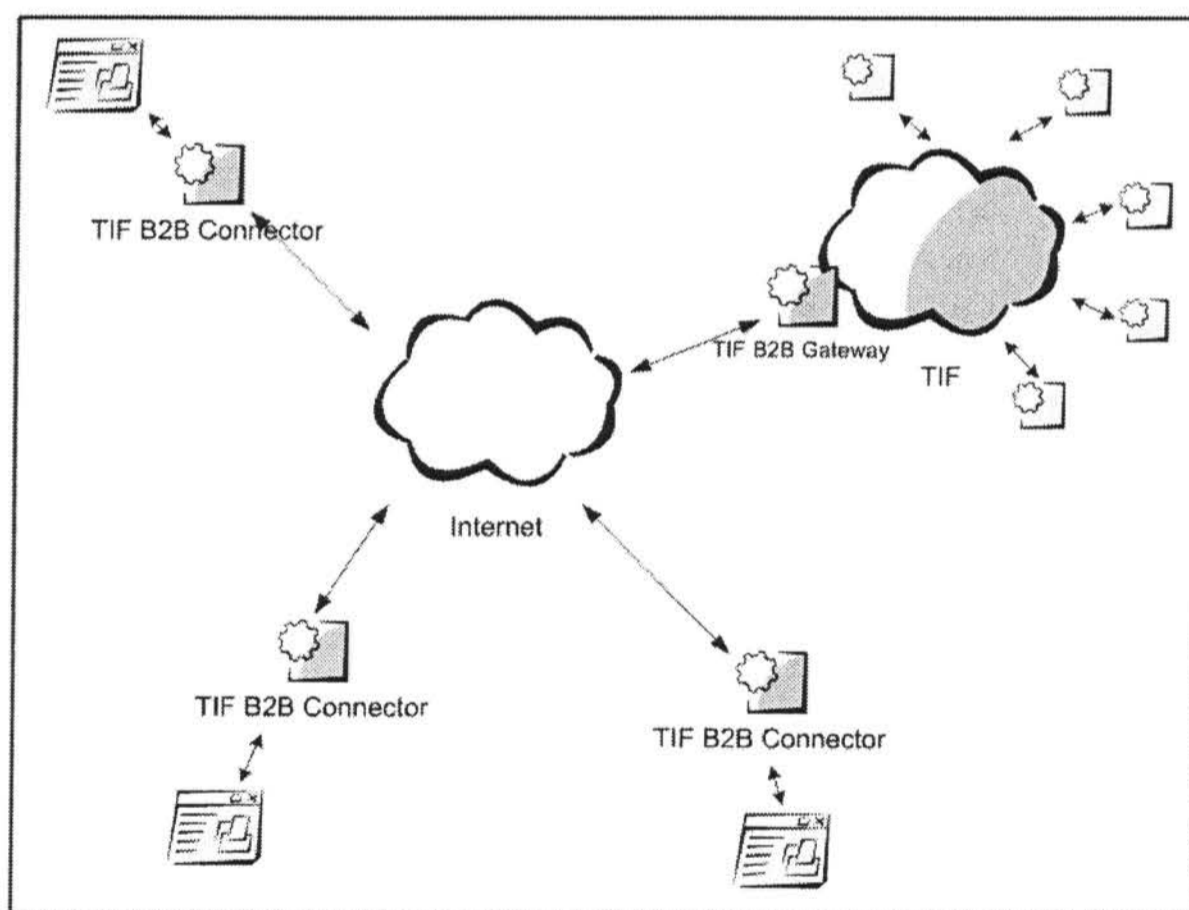 TIF B2B Connector
TIF B2B Gateway
TIF
Internet
TIF B2B Connector
TIF B2B Connector